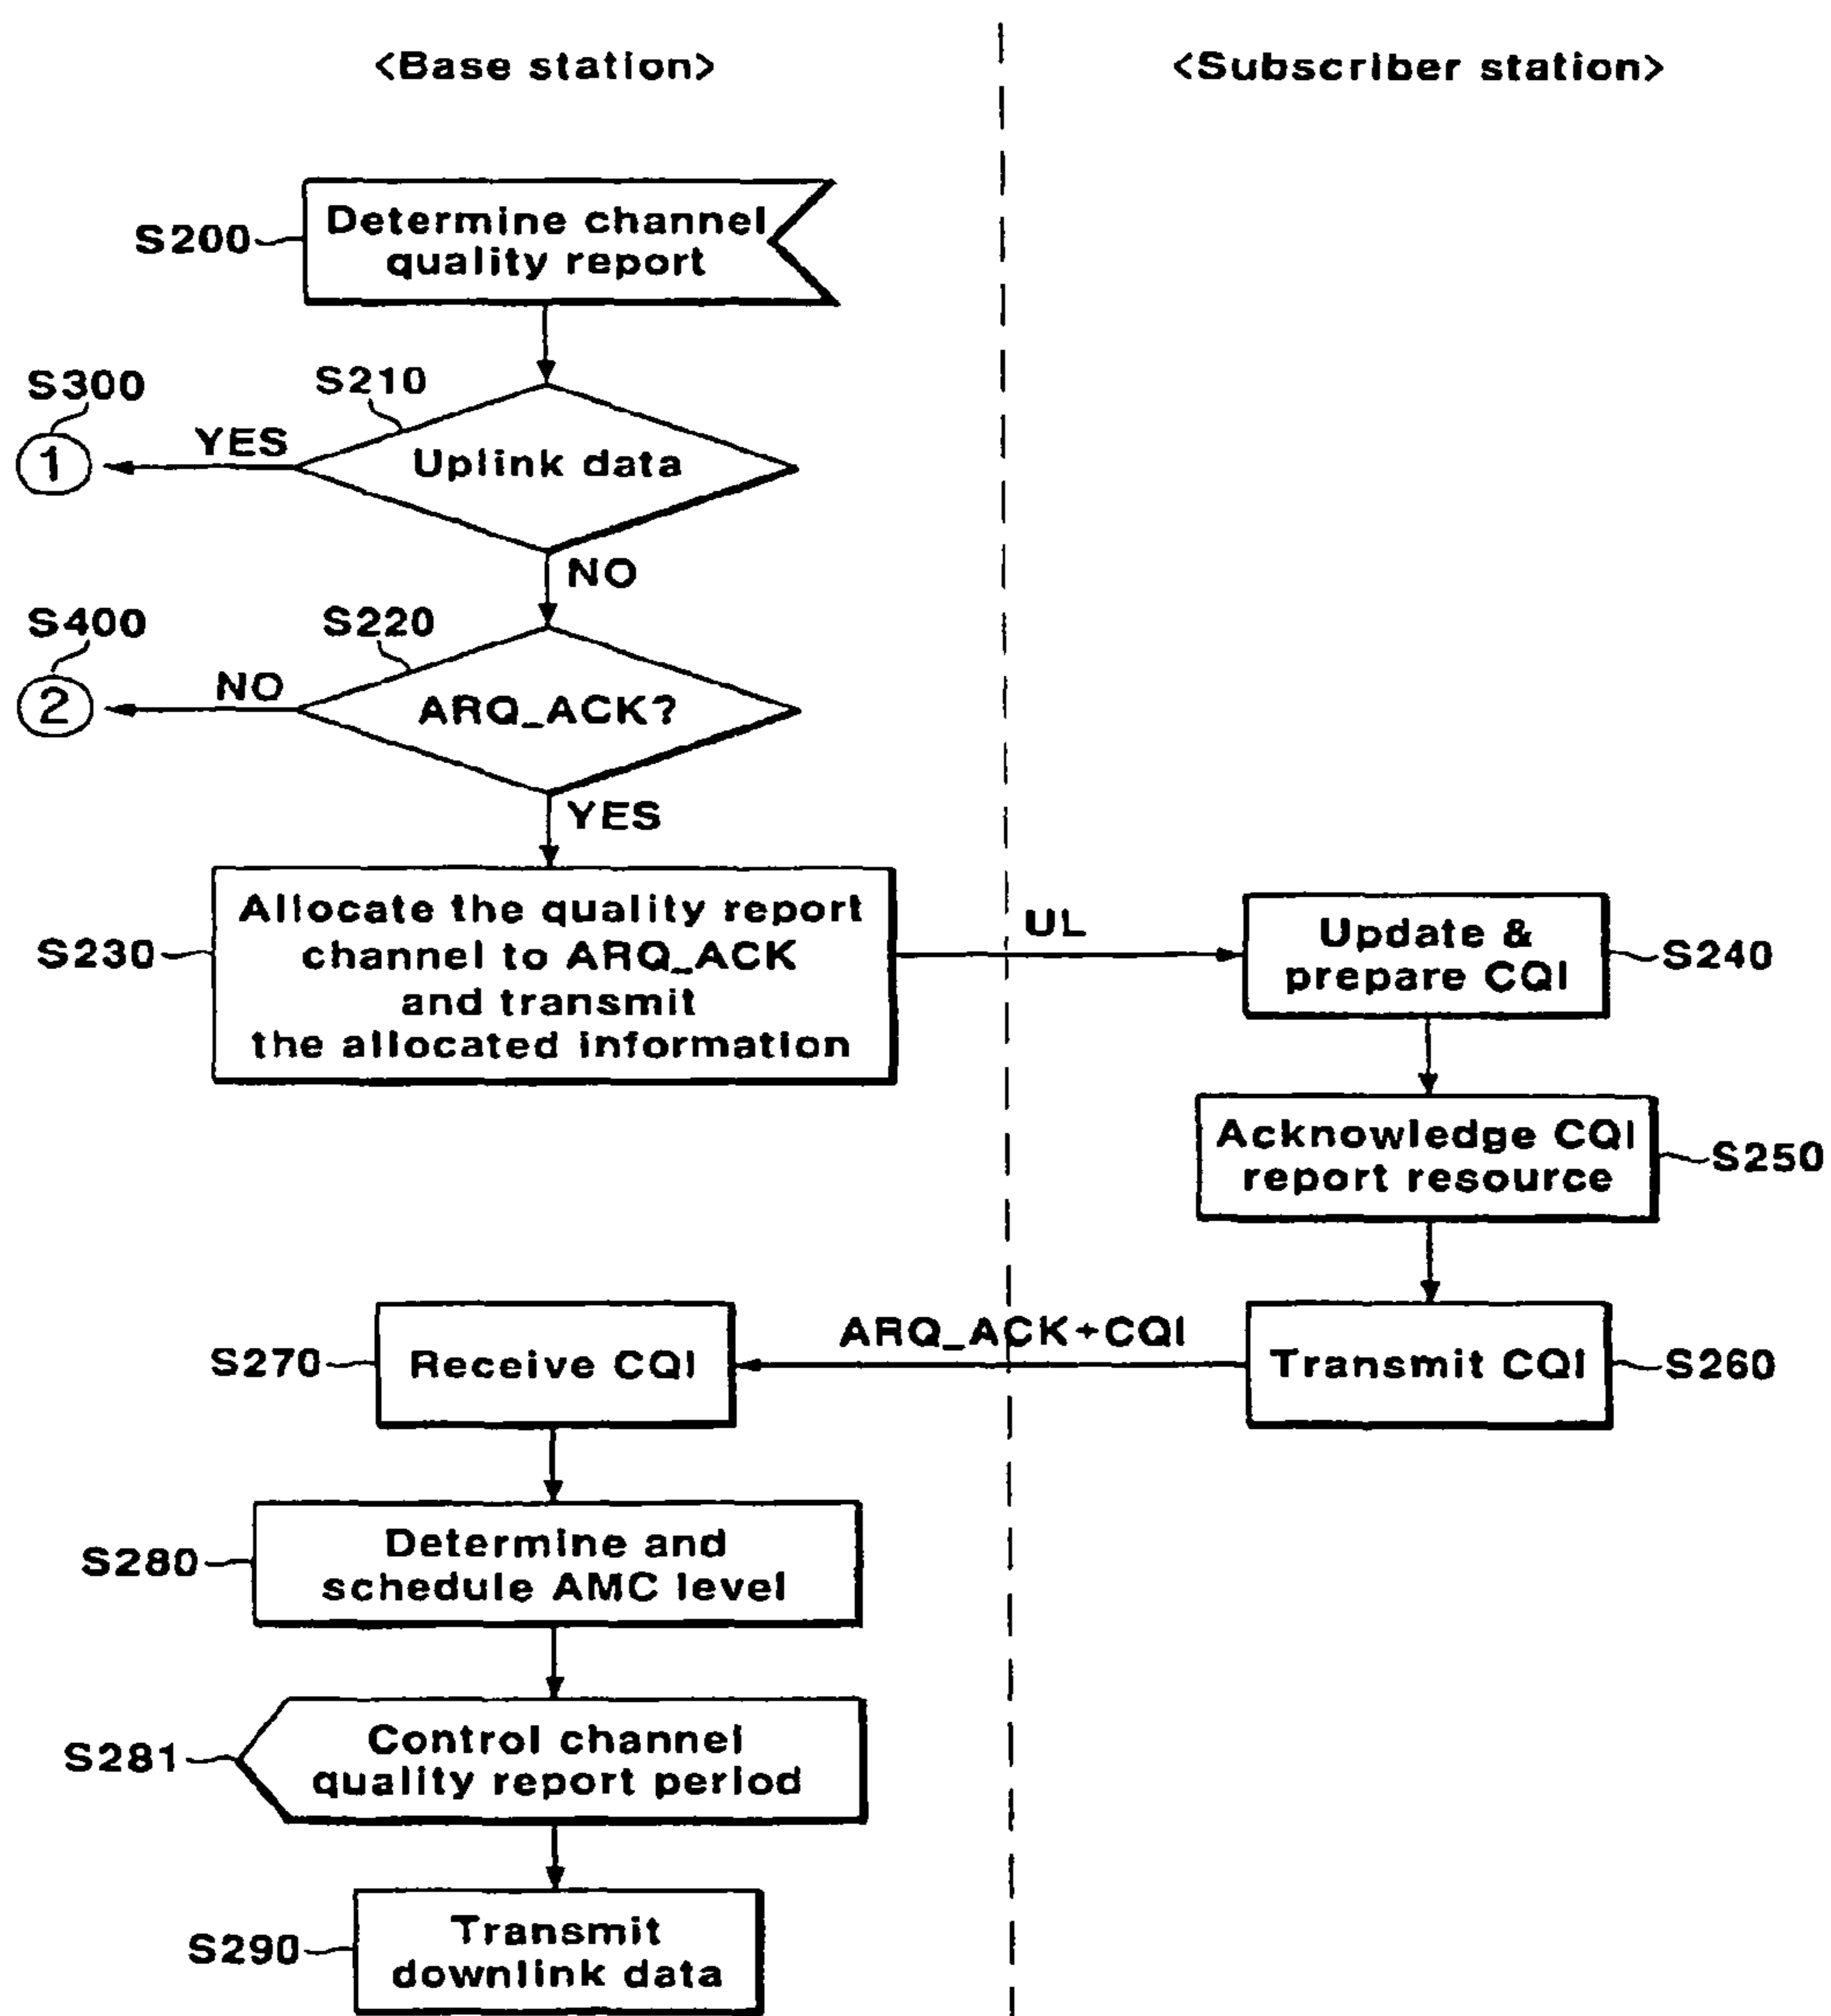 <Base station>
<Subscriber station>
S200
Determine channel
quality report
S300
S210
1
YES
Uplink data
NO
S400
S220
2
NO
ARQ_ACK?
YES
S230
Allocate the quality report
channel to ARQ_ACK
and transmit
the allocated information
UL
Update &
prepare CQI
S240
Acknowledge CQI
report resource
S250
S270
Receive CQI
ARQ_ACK+CQI
Transmit CQI
S260
S280
Determine and
schedule AMC level
S281
Control channel
quality report period
S290
Transmit
downlink data